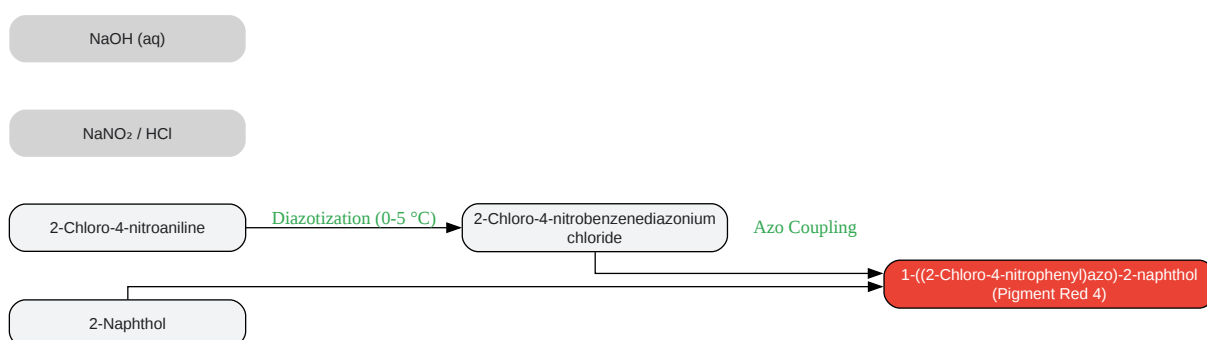 NaOH (aq)
NaNO₂ / HCl
2-Chloro-4-nitroaniline
Diazotization (0-5 °C)
2-Chloro-4-nitrobenzenediazonium
chloride
Azo Coupling
1-((2-Chloro-4-nitrophenyl)azo)-2-naphthol
(Pigment Red 4)
2-Naphthol